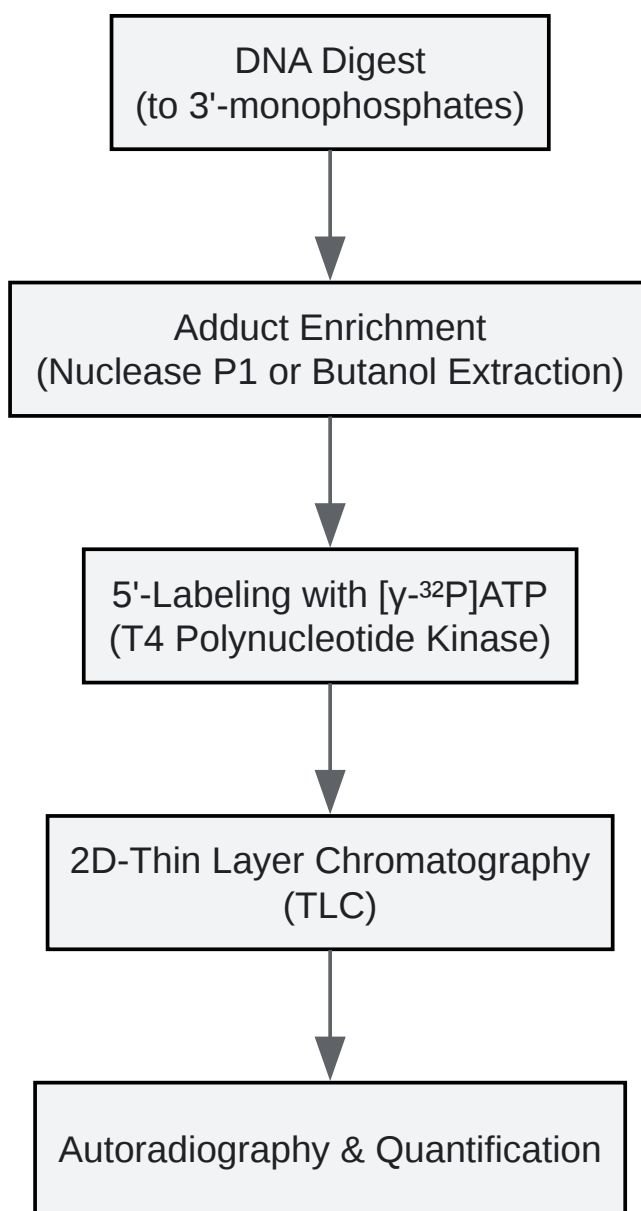 DNA Digest
(to 3'-monophosphates)
Adduct Enrichment
(Nuclease P1 or Butanol Extraction)
5'-Labeling with [γ-³²P]ATP
(T4 Polynucleotide Kinase)
2D-Thin Layer Chromatography
(TLC)
Autoradiography & Quantification